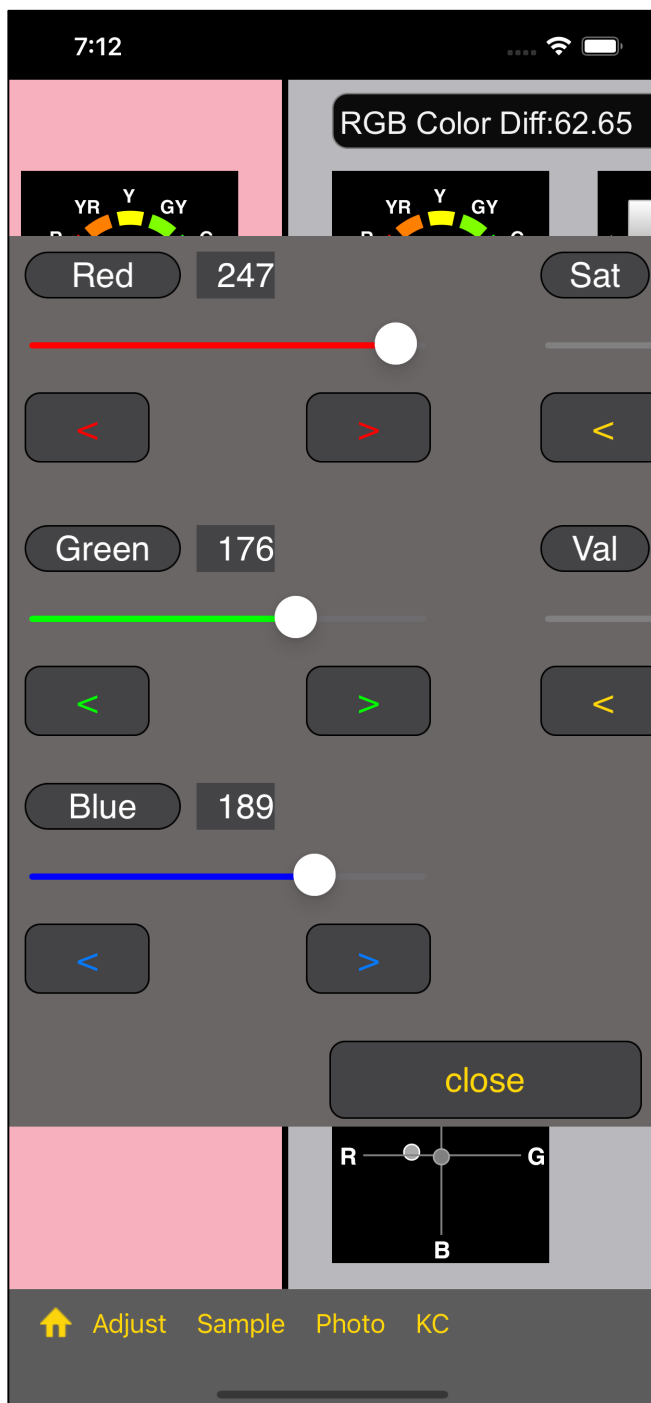 7:12
RGB Color Diff:62.65
YR Y GY
YR Y GY
Red 247 Sat
< > <
Green 176 Val
< > <
Blue 189
< >
close
R G
B
Adjust Sample Photo KC